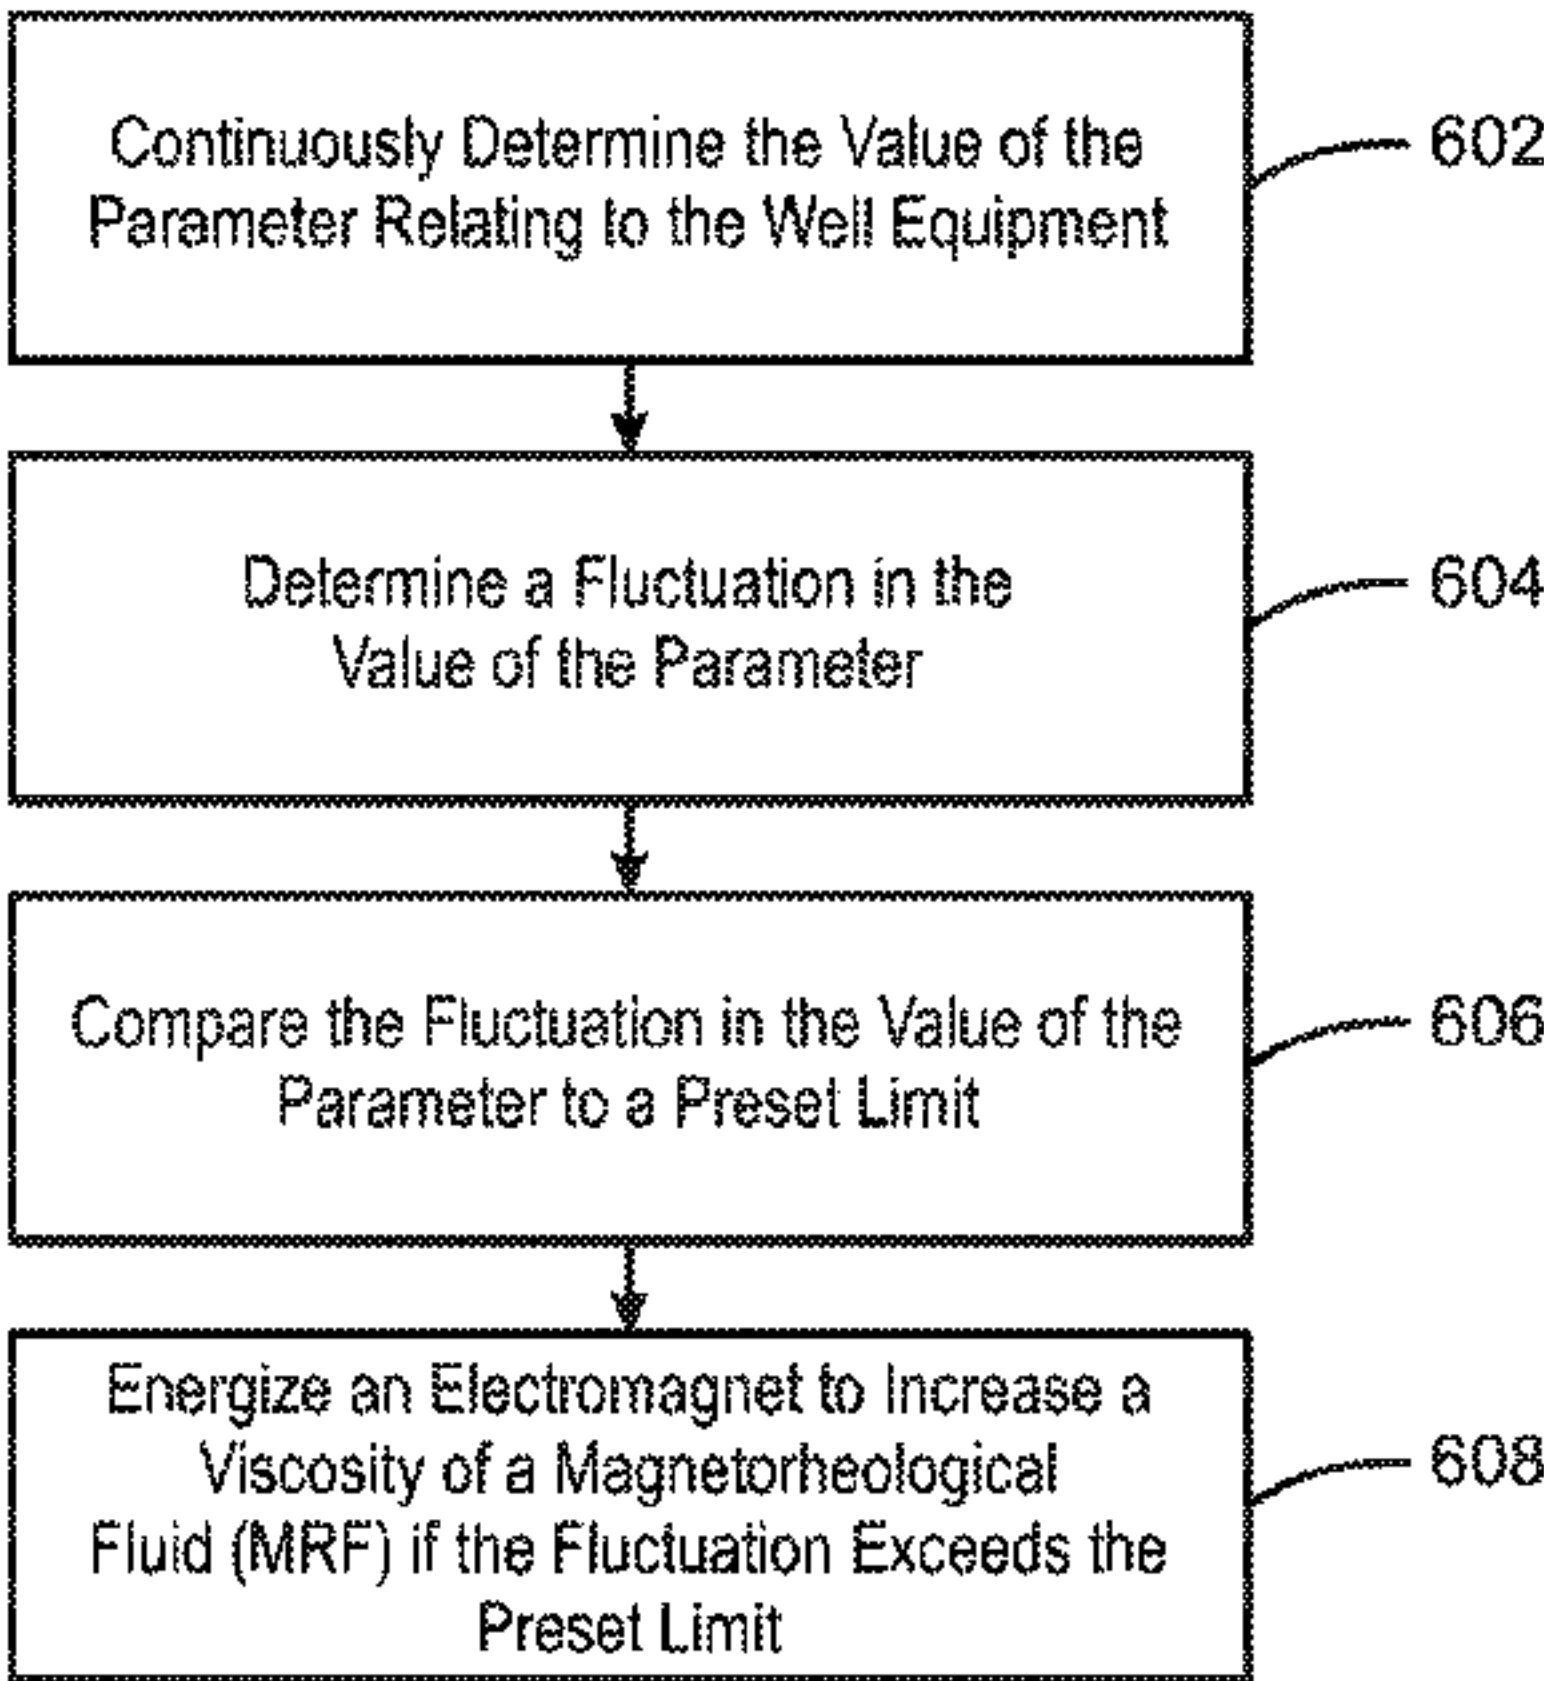 Continuously Determine the Value of the
Parameter Relating to the Well Equipment
602
Determine a Fluctuation in the
Value of the Parameter
604
Compare the Fluctuation in the Value of the
Parameter to a Preset Limit
606
Energize an Electromagnet to Increase a
Viscosity of a Magnetorheological
Fluid (MRF) if the Fluctuation Exceeds the
Preset Limit
608